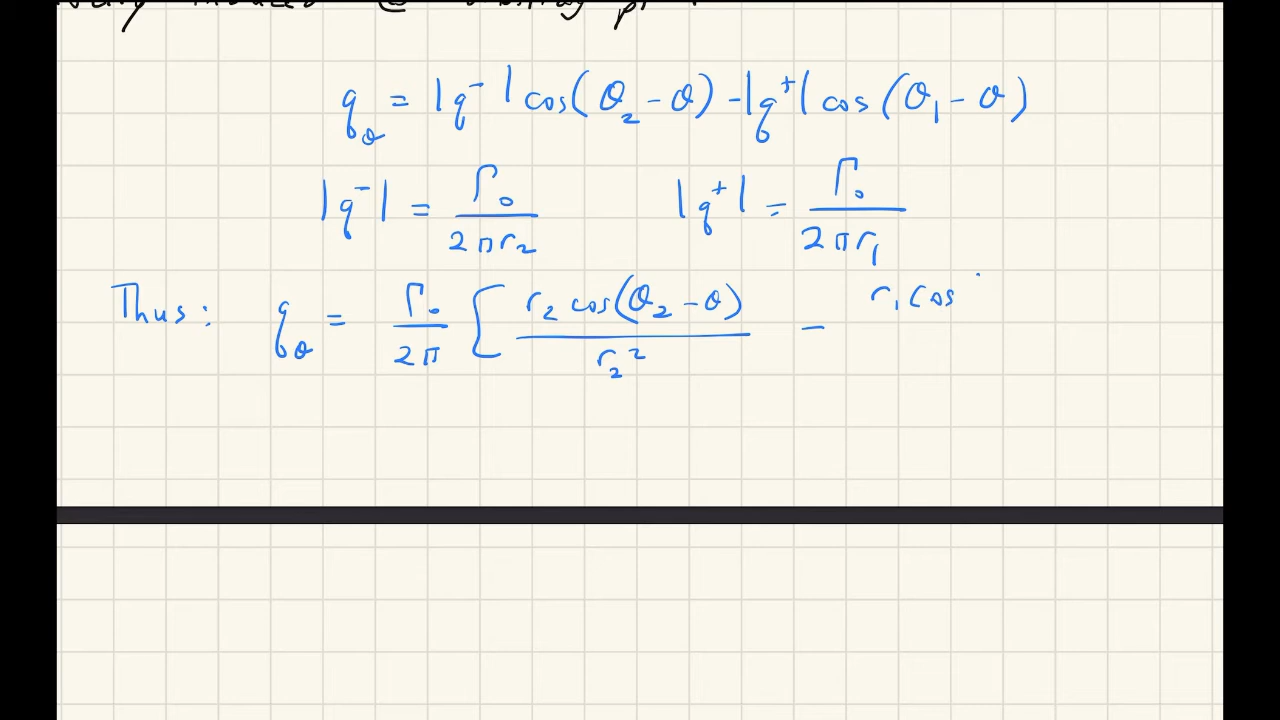 q_θ = |q⁻| cos(θ₂ - θ) - |q⁺| cos(θ₁ - θ)
|q⁻| = Γ₀ / 2πr₂ |q⁺| = Γ₀ / 2πr₁
Thus: q_θ = Γ₀ / 2π [ r₂ cos(θ₂ - θ) / r₂² - r₁ cos